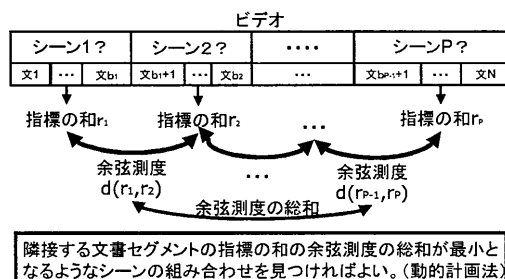 ビデオ
シーン1? シーン2? ・・・・ シーンP?
文1 ··· 文b1 文b1+1 ··· 文b2 文bP-1+1 ··· 文N
指標の和r1 指標の和r2 ··· 指標の和rP
余弦測度 ··· 余弦測度
d(r1,r2) d(rP-1,rP)
余弦測度の総和
隣接する文書セグメントの指標の和の余弦測度の総和が最小と
なるようなシーンの組み合わせを見つければよい。(動的計画法)